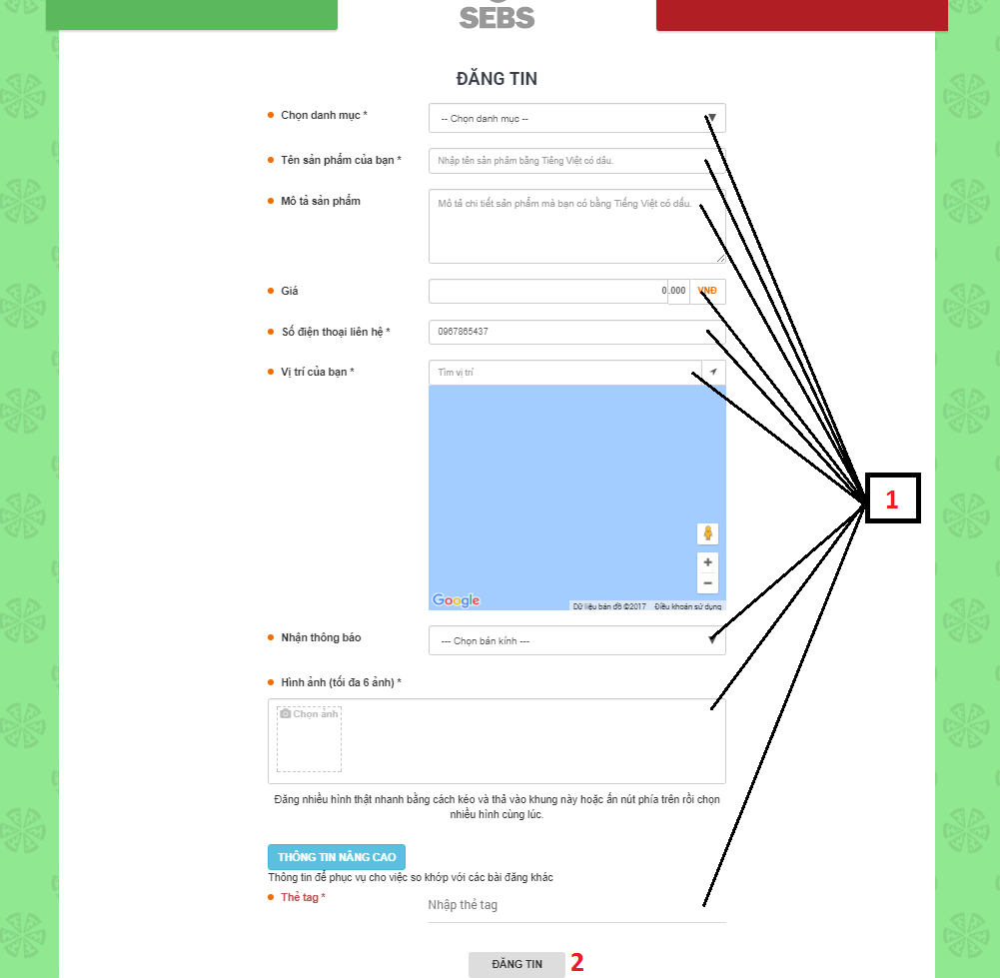 SEBS
ĐĂNG TIN
Chọn danh mục *
-- Chọn danh mục --
Tên sản phẩm của bạn *
Nhập tên sản phẩm bằng Tiếng Việt có dấu.
Mô tả sản phẩm
Mô tả chi tiết sản phẩm mà bạn có bằng Tiếng Việt có dấu.
Giá
0.000 VNĐ
Số điện thoại liên hệ *
0967865437
Vị trí của bạn *
Tìm vị trí
1
Google
Dữ liệu bản đồ ©2017 Điều khoản sử dụng
Nhận thông báo
--- Chọn bán kính ---
Hình ảnh (tối đa 6 ảnh) *
Chọn ảnh
Đăng nhiều hình thật nhanh bằng cách kéo và thả vào khung này hoặc ấn nút phía trên rồi chọn
nhiều hình cùng lúc.
THÔNG TIN NÂNG CAO
Thông tin để phục vụ cho việc so khớp với các bài đăng khác
Thẻ tag *
Nhập thẻ tag
ĐĂNG TIN 2